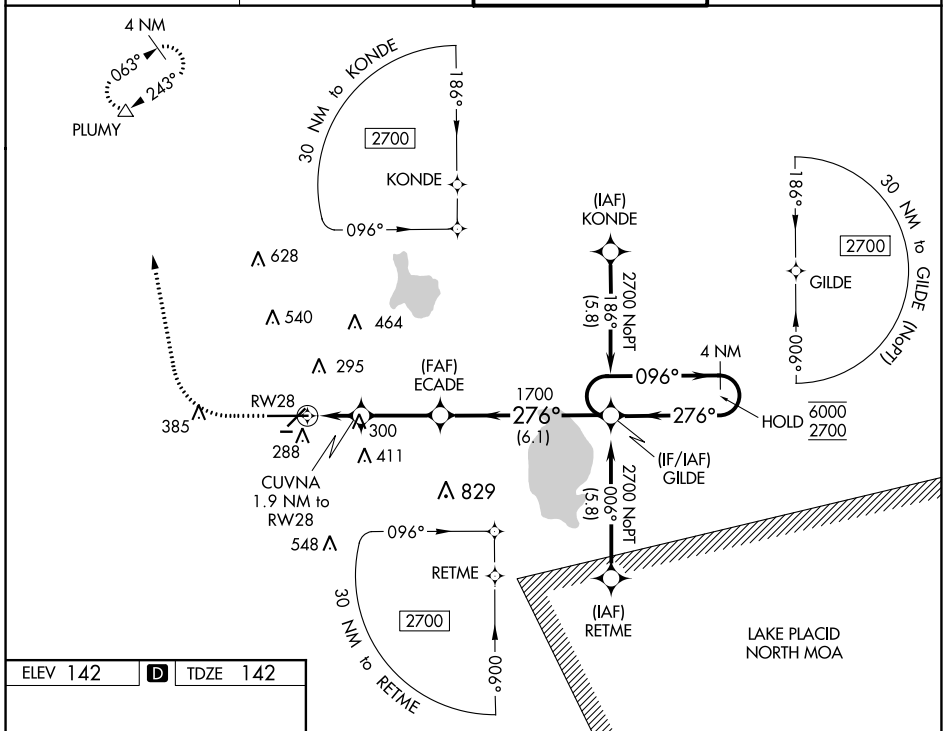 4 NM
063°
243°
PLUMY
30 NM to KONDE
186°
2700
KONDE
096°
(IAF)
KONDE
2700 NoPT
186°
(5.8)
186°
30 NM to GILDE (NoPT)
2700
GILDE
006°
628
540
464
295
(FAF)
ECADE
4 NM
096°
1700
276°
(6.1)
276°
HOLD
6000
2700
RW28
385
288
300
411
CUVNA
1.9 NM to
RW28
(IF/IAF)
GILDE
2700 NoPT
006°
(5.8)
829
548
096°
RETME
2700
30 NM to RETME
006°
(IAF)
RETME
LAKE PLACID
NORTH MOA
ELEV 142 D TDZE 142